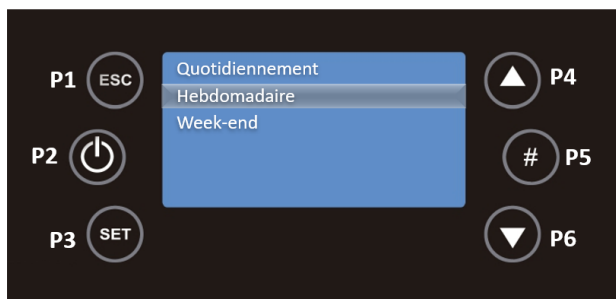 P1 ESC
Quotidiennement
Hebdomadaire
Week-end
P4
P2
# P5
P3 SET
P6